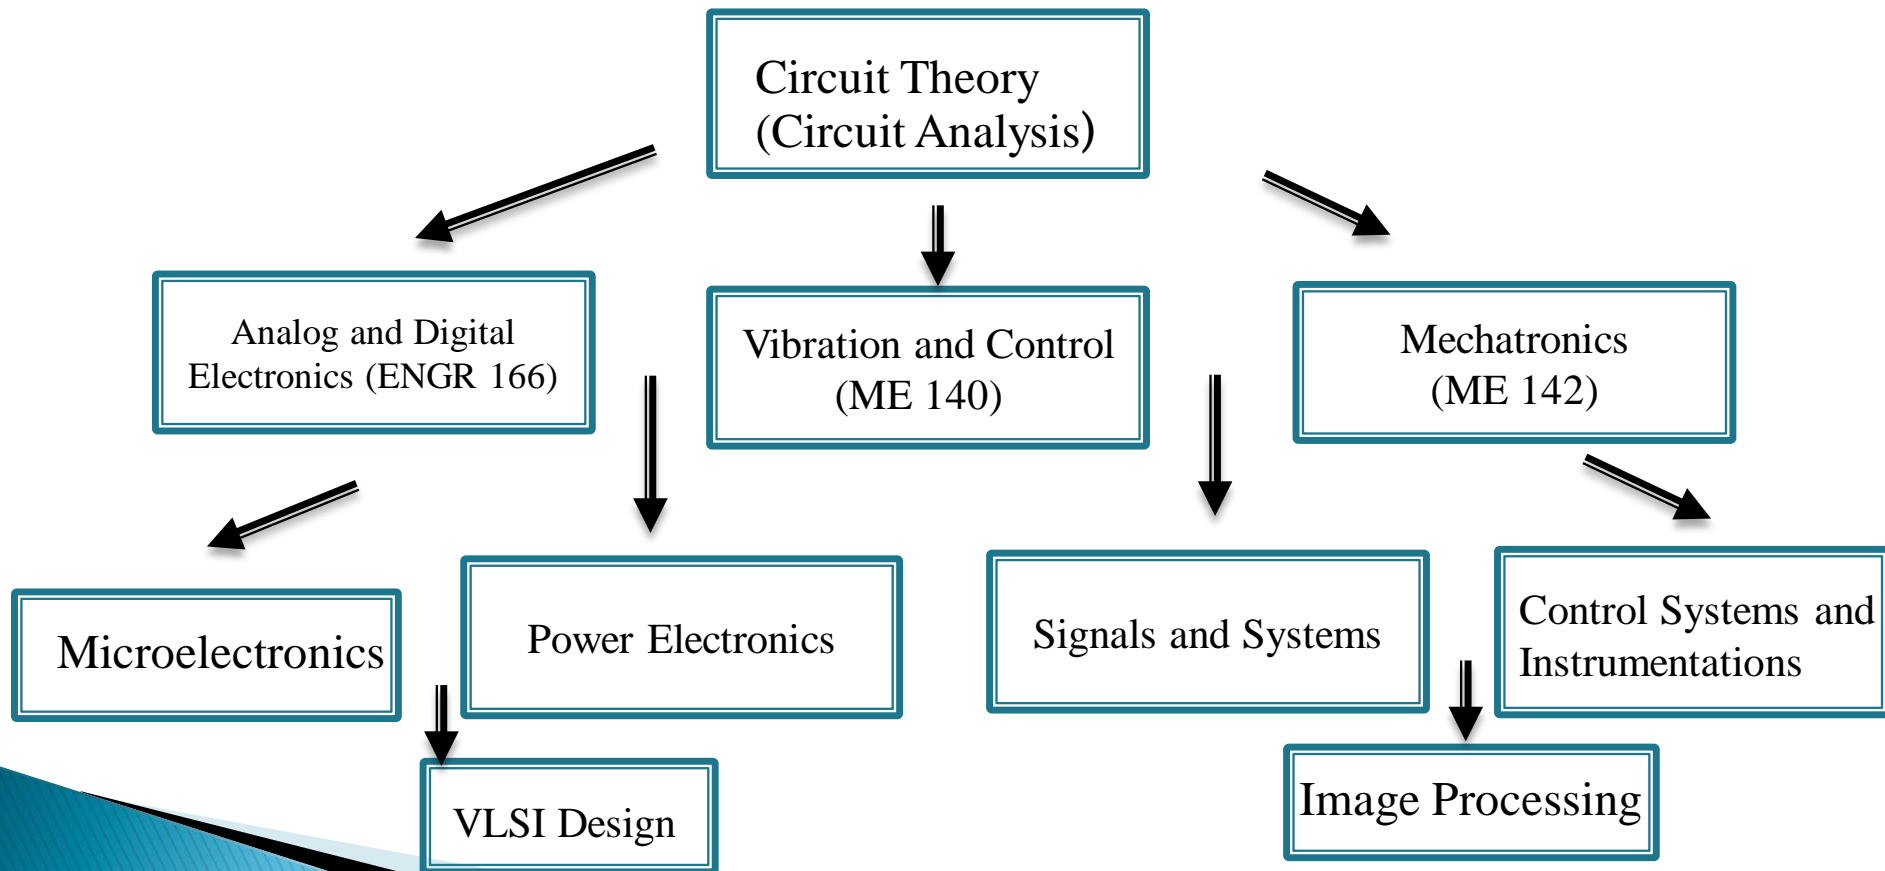 Circuit Theory
(Circuit Analysis)
Analog and Digital
Electronics (ENGR 166)
Vibration and Control
(ME 140)
Mechatronics
(ME 142)
Microelectronics
Power Electronics
Signals and Systems
Control Systems and
Instrumentations
VLSI Design
Image Processing